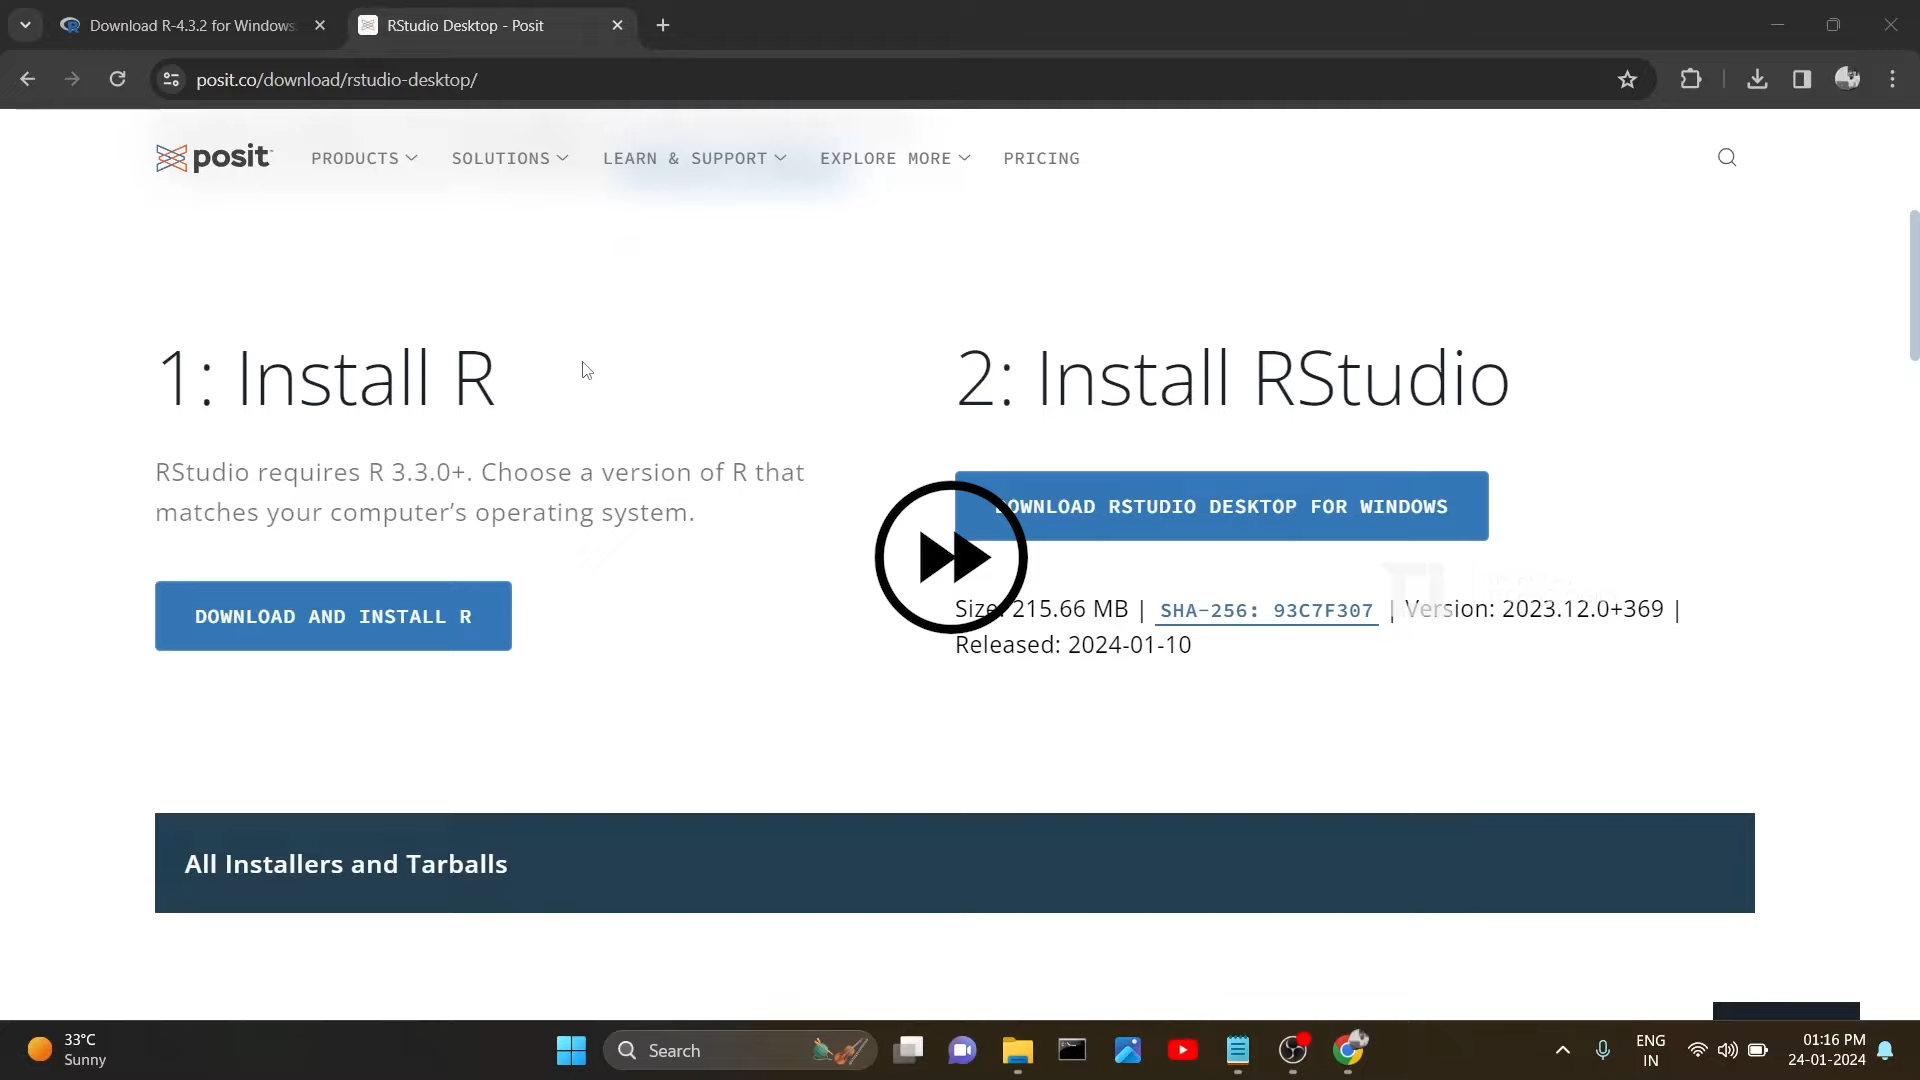 Download R-4.3.2 for Windows.
RStudio Desktop - Posit
posit.co/download/rstudio-desktop/
posit
PRODUCTS
SOLUTIONS
LEARN & SUPPORT
EXPLORE MORE
PRICING
1: Install R
RStudio requires R 3.3.0+. Choose a version of R that
matches your computer’s operating system.
DOWNLOAD AND INSTALL R
2: Install RStudio
DOWNLOAD RSTUDIO DESKTOP FOR WINDOWS
Size: 215.66 MB | SHA-256: 93C7F307 | Version: 2023.12.0+369 |
Released: 2024-01-10
All Installers and Tarballs
33°C
Sunny
Search
ENG
IN
01:16 PM
24-01-2024